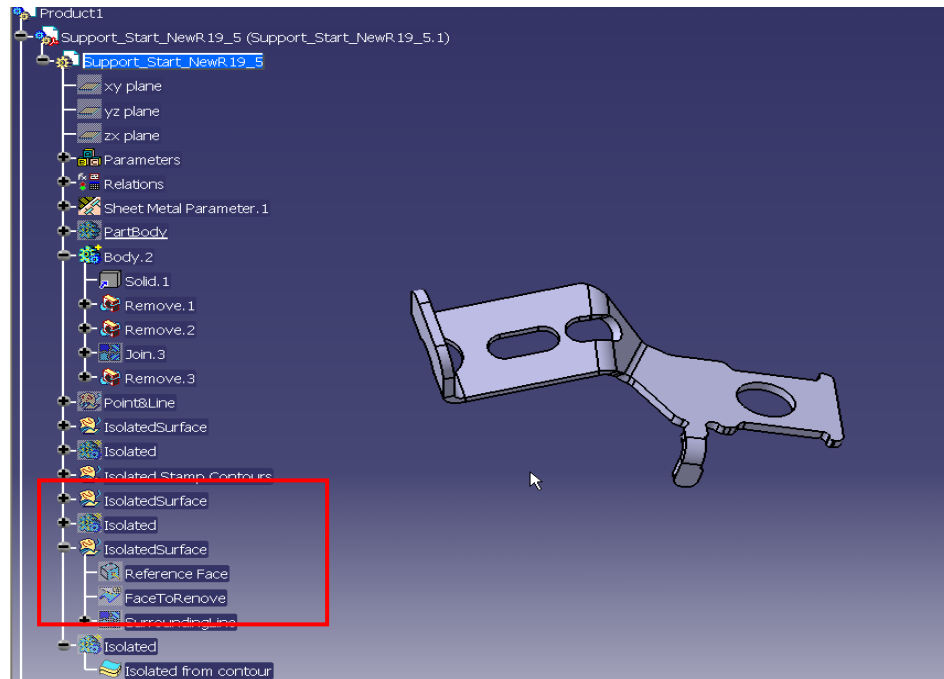 Product1
Support_Start_NewR19_5 (Support_Start_NewR19_5.1)
Support_Start_NewR19_5
xy plane
yz plane
zx plane
Parameters
Relations
Sheet Metal Parameter.1
PartBody
Body.2
Solid.1
Remove.1
Remove.2
Join.3
Remove.3
Point&Line
IsolatedSurface
Isolated
Isolated Stamp Contours
IsolatedSurface
Isolated
IsolatedSurface
Reference Face
FaceToRenove
SurroundingLine
Isolated
Isolated from contour